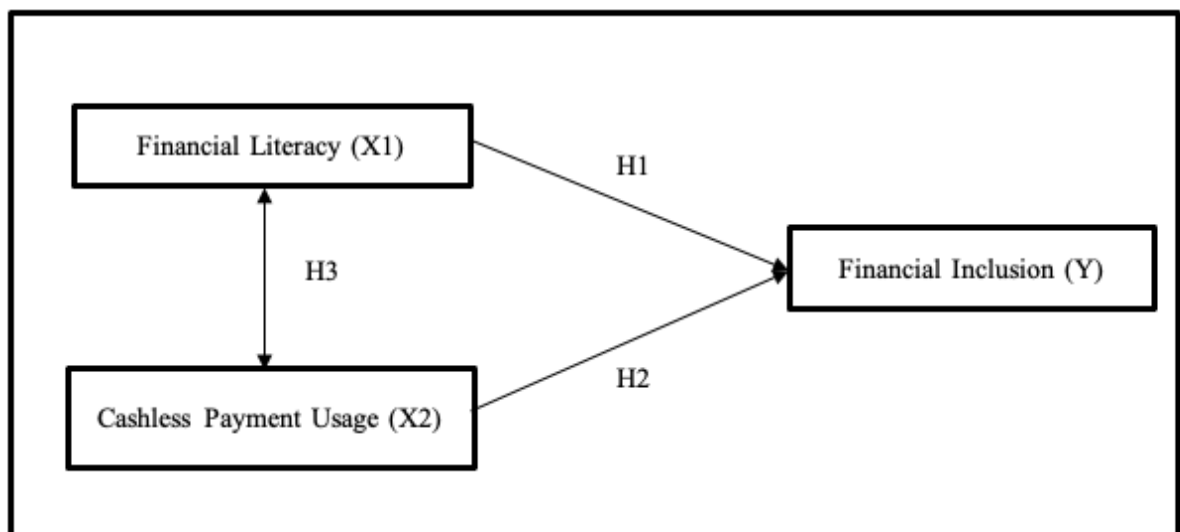 Financial Literacy (X1)
H1
H3
Financial Inclusion (Y)
H2
Cashless Payment Usage (X2)